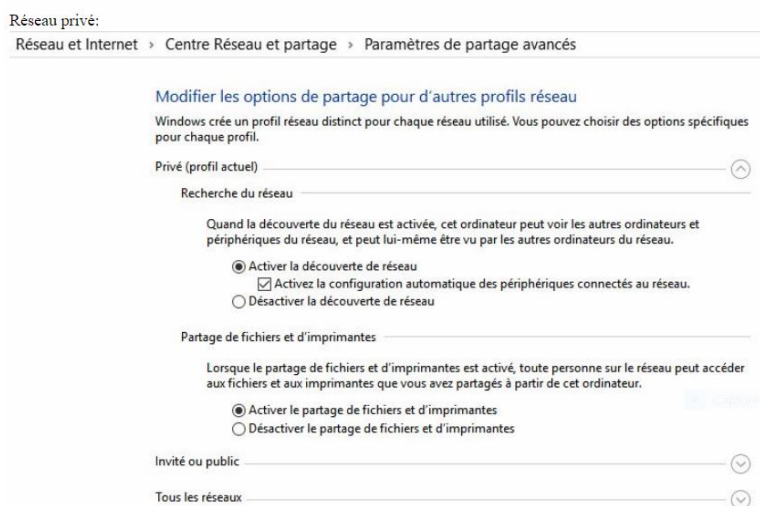 Réseau privé:
Réseau et Internet > Centre Réseau et partage > Paramètres de partage avancés
Modifier les options de partage pour d'autres profils réseau
Windows crée un profil réseau distinct pour chaque réseau utilisé. Vous pouvez choisir des options spécifiques
pour chaque profil.
Privé (profil actuel)
Recherche du réseau
Quand la découverte du réseau est activée, cet ordinateur peut voir les autres ordinateurs et
périphériques du réseau, et peut lui-même être vu par les autres ordinateurs du réseau.
Activer la découverte de réseau
Activez la configuration automatique des périphériques connectés au réseau.
Désactiver la découverte de réseau
Partage de fichiers et d'imprimantes
Lorsque le partage de fichiers et d'imprimantes est activé, toute personne sur le réseau peut accéder
aux fichiers et aux imprimantes que vous avez partagés à partir de cet ordinateur.
Activer le partage de fichiers et d'imprimantes
Désactiver le partage de fichiers et d'imprimantes
Invité ou public
Tous les réseaux